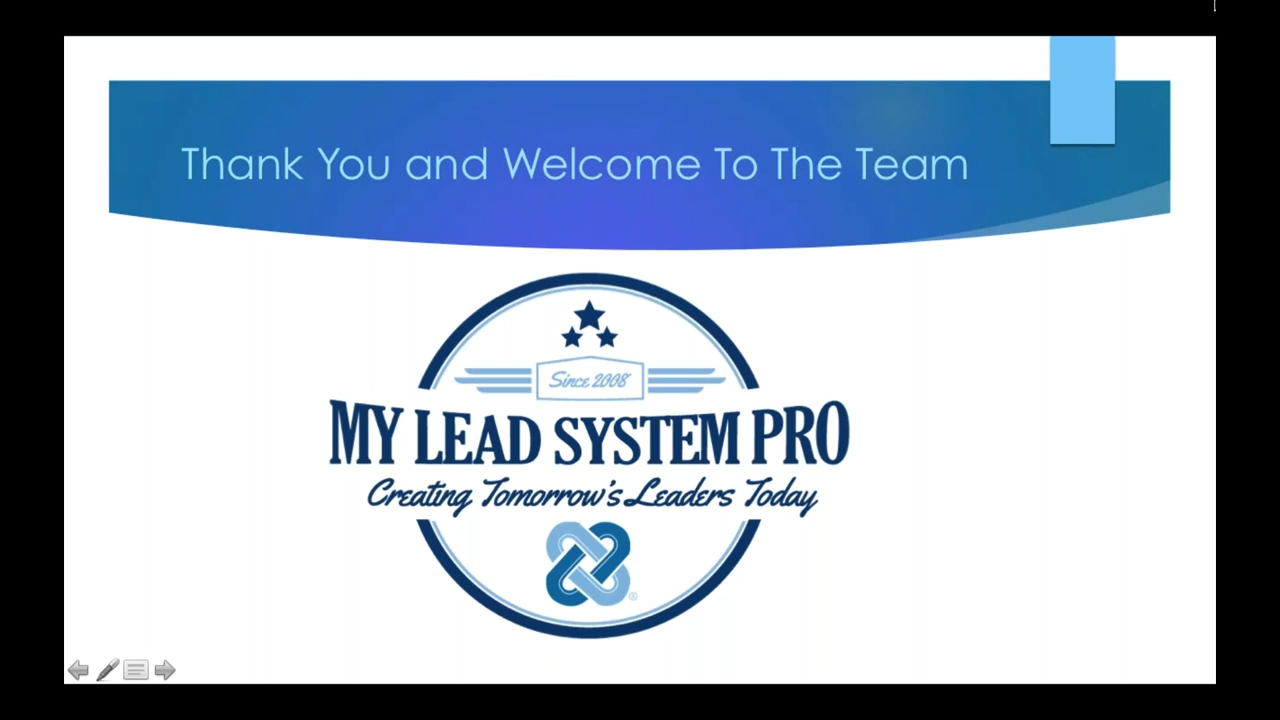 Thank You and Welcome To The Team
Since 2008
MY LEAD SYSTEM PRO
Creating Tomorrow's Leaders Today
®